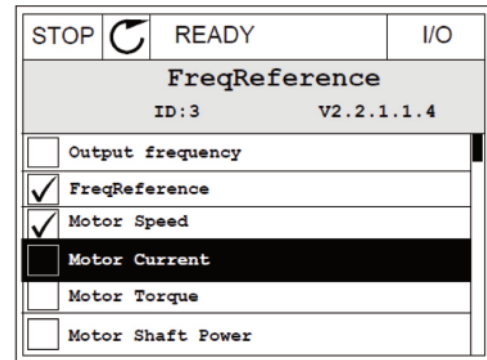 STOP READY I/O
FreqReference
ID:3 V2.2.1.1.4
Output frequency
FreqReference
Motor Speed
Motor Current
Motor Torque
Motor Shaft Power